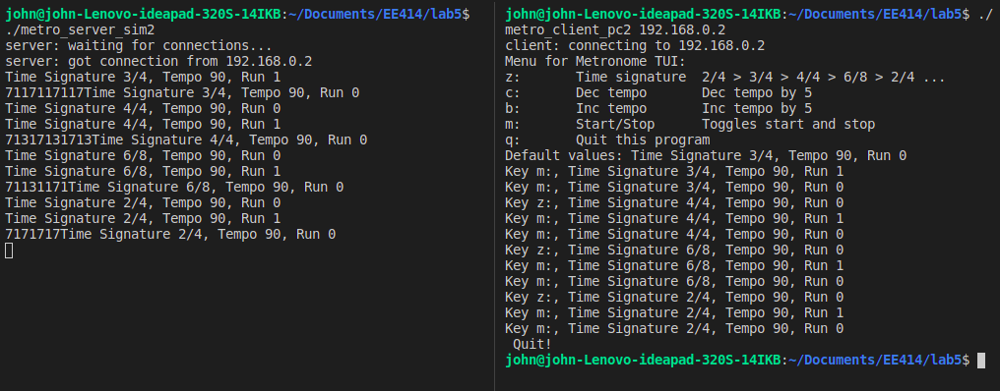 john@john-Lenovo-ideapad-320S-14IKB:~/Documents/EE414/lab5$
./metro_server_sim2
server: waiting for connections...
server: got connection from 192.168.0.2
Time Signature 3/4, Tempo 90, Run 1
7117117117Time Signature 3/4, Tempo 90, Run 0
Time Signature 4/4, Tempo 90, Run 0
Time Signature 4/4, Tempo 90, Run 1
71317131713Time Signature 4/4, Tempo 90, Run 0
Time Signature 6/8, Tempo 90, Run 0
Time Signature 6/8, Tempo 90, Run 1
71131171Time Signature 6/8, Tempo 90, Run 0
Time Signature 2/4, Tempo 90, Run 0
Time Signature 2/4, Tempo 90, Run 1
7171717Time Signature 2/4, Tempo 90, Run 0
john@john-Lenovo-ideapad-320S-14IKB:~/Documents/EE414/lab5$ ./
metro_client_pc2 192.168.0.2
client: connecting to 192.168.0.2
Menu for Metronome TUI:
z: Time signature 2/4 > 3/4 > 4/4 > 6/8 > 2/4 ...
c: Dec tempo Dec tempo by 5
b: Inc tempo Inc tempo by 5
m: Start/Stop Toggles start and stop
q: Quit this program
Default values: Time Signature 3/4, Tempo 90, Run 0
Key m:, Time Signature 3/4, Tempo 90, Run 1
Key m:, Time Signature 3/4, Tempo 90, Run 0
Key z:, Time Signature 4/4, Tempo 90, Run 0
Key m:, Time Signature 4/4, Tempo 90, Run 1
Key m:, Time Signature 4/4, Tempo 90, Run 0
Key z:, Time Signature 6/8, Tempo 90, Run 0
Key m:, Time Signature 6/8, Tempo 90, Run 1
Key m:, Time Signature 6/8, Tempo 90, Run 0
Key z:, Time Signature 2/4, Tempo 90, Run 0
Key m:, Time Signature 2/4, Tempo 90, Run 1
Key m:, Time Signature 2/4, Tempo 90, Run 0
Quit!
john@john-Lenovo-ideapad-320S-14IKB:~/Documents/EE414/lab5$